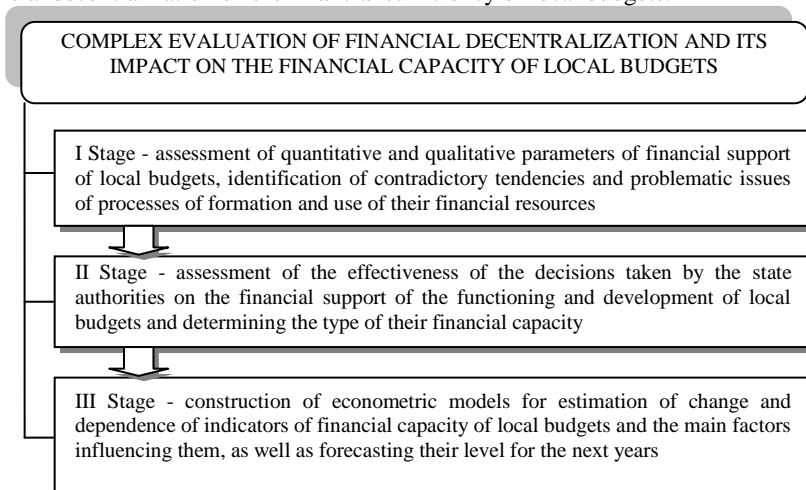 COMPLEX EVALUATION OF FINANCIAL DECENTRALIZATION AND ITS
IMPACT ON THE FINANCIAL CAPACITY OF LOCAL BUDGETS
I Stage - assessment of quantitative and qualitative parameters of financial support
of local budgets, identification of contradictory tendencies and problematic issues
of processes of formation and use of their financial resources
II Stage - assessment of the effectiveness of the decisions taken by the state
authorities on the financial support of the functioning and development of local
budgets and determining the type of their financial capacity
III Stage - construction of econometric models for estimation of change and
dependence of indicators of financial capacity of local budgets and the main factors
influencing them, as well as forecasting their level for the next years